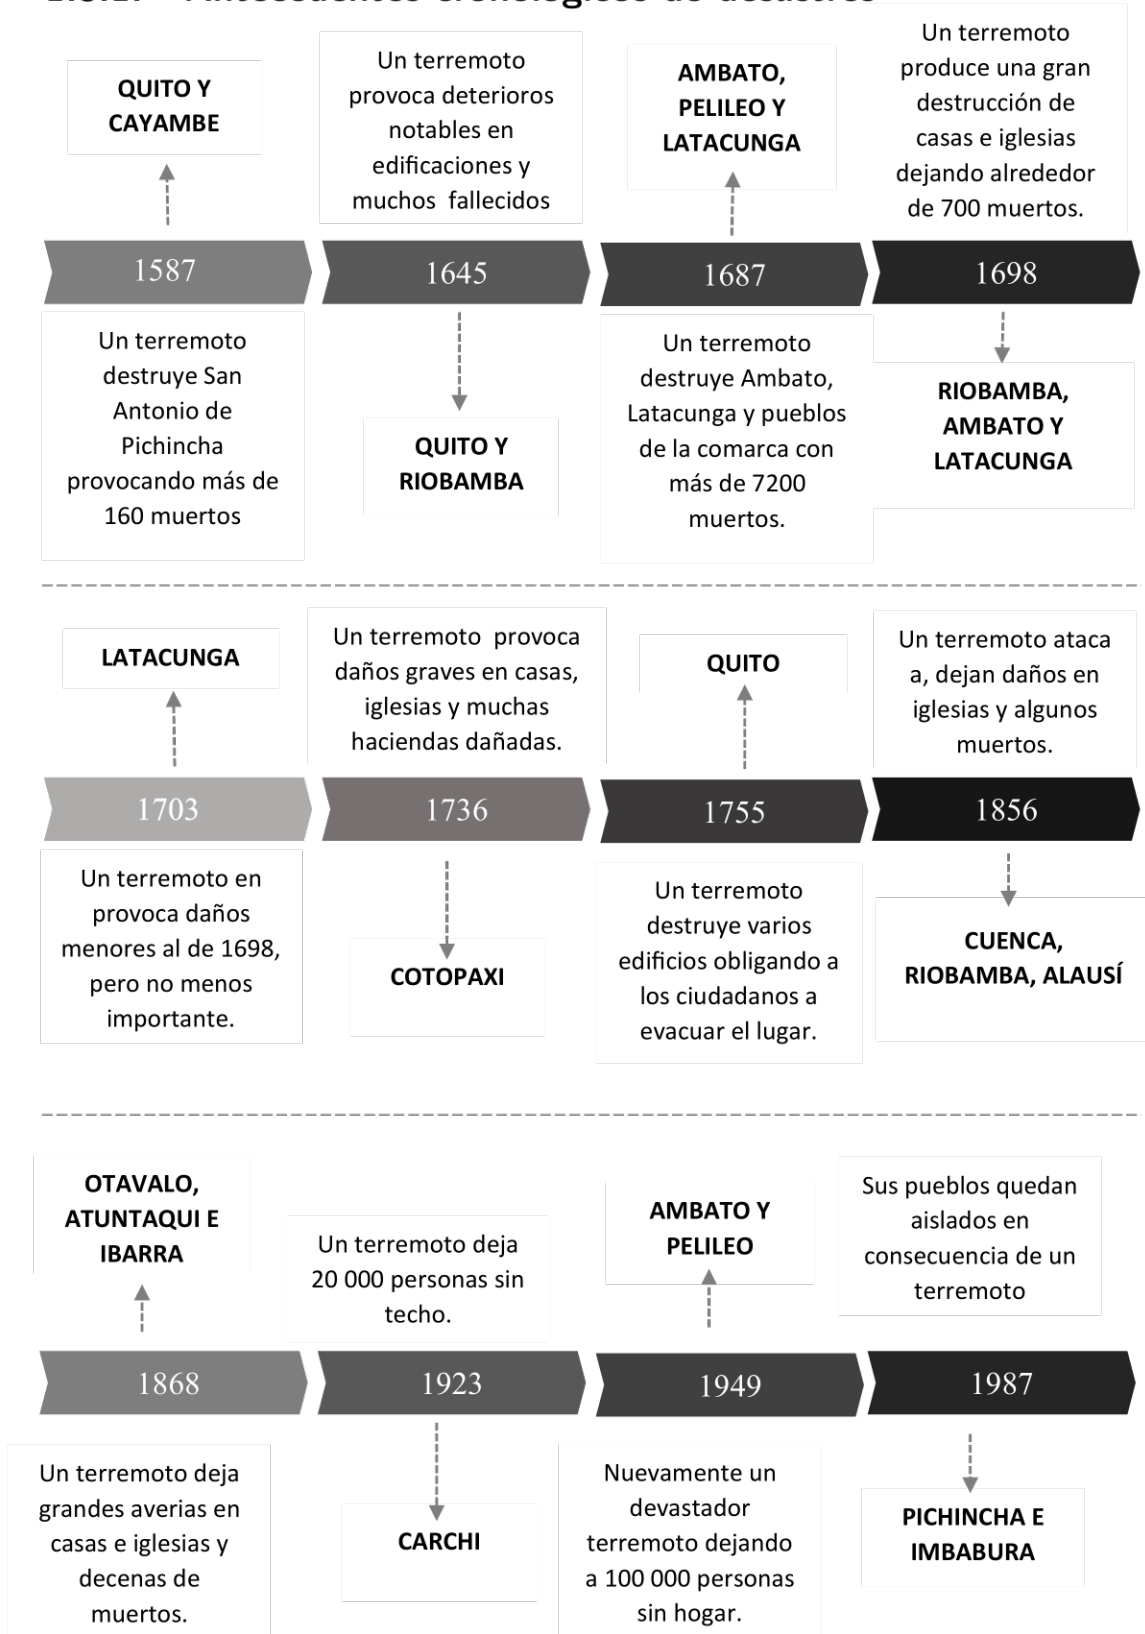 QUITO Y
CAYAMBE
Un terremoto
provoca deterioros
notables en
edificaciones y
muchos fallecidos
AMBATO,
PELILEO Y
LATACUNGA
Un terremoto
produce una gran
destrucción de
casas e iglesias
dejando alrededor
de 700 muertos.
1587
1645
1687
1698
Un terremoto
destruye San
Antonio de
Pichincha
provocando más de
160 muertos
QUITO Y
RIOBAMBA
Un terremoto
destruye Ambato,
Latacunga y pueblos
de la comarca con
más de 7200
muertos.
RIOBAMBA,
AMBATO Y
LATACUNGA
LATACUNGA
Un terremoto provoca
daños graves en casas,
iglesias y muchas
haciendas dañadas.
QUITO
Un terremoto ataca
a, dejan daños en
iglesias y algunos
muertos.
1703
1736
1755
1856
Un terremoto en
provoca daños
menores al de 1698,
pero no menos
importante.
COTOPAXI
Un terremoto
destruye varios
edificios obligando a
los ciudadanos a
evacuar el lugar.
CUENCA,
RIOBAMBA, ALAUSÍ
OTAVALO,
ATUNTAQUI E
IBARRA
Un terremoto deja
20 000 personas sin
techo.
AMBATO Y
PELILEO
Sus pueblos quedan
aislados en
consecuencia de un
terremoto
1868
1923
1949
1987
Un terremoto deja
grandes averias en
casas e iglesias y
decenas de
muertos.
CARCHI
Nuevamente un
devastador
terremoto dejando
a 100 000 personas
sin hogar.
PICHINCHA E
IMBABURA